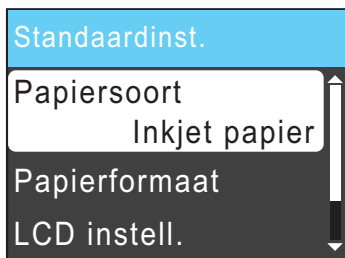 Standaardinst.
Papiersoort
Inkjet papier
Papierformaat
LCD instell.